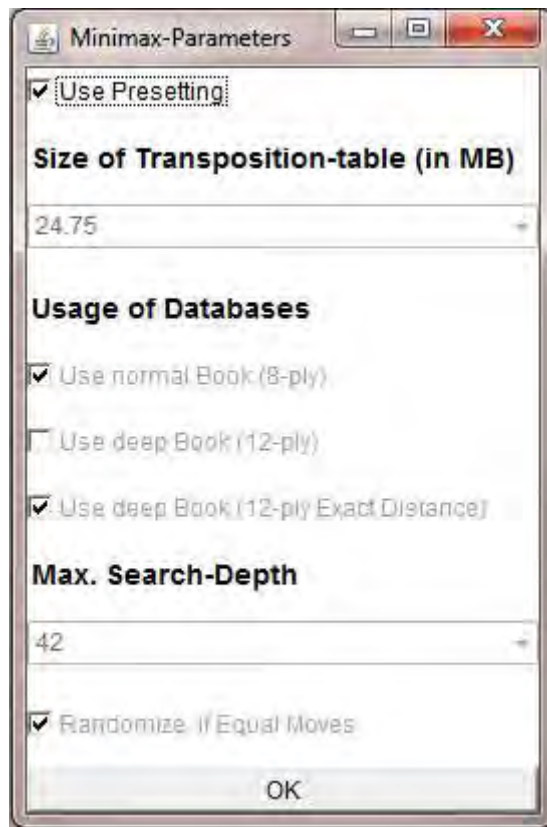 Minimax-Parameters
Use Presetting
Size of Transposition-table (in MB)
24.75
Usage of Databases
Use normal Book (8-ply)
Use deep Book (12-ply)
Use deep Book (12-ply Exact Distance)
Max. Search-Depth
42
Randomize, if Equal Moves
OK